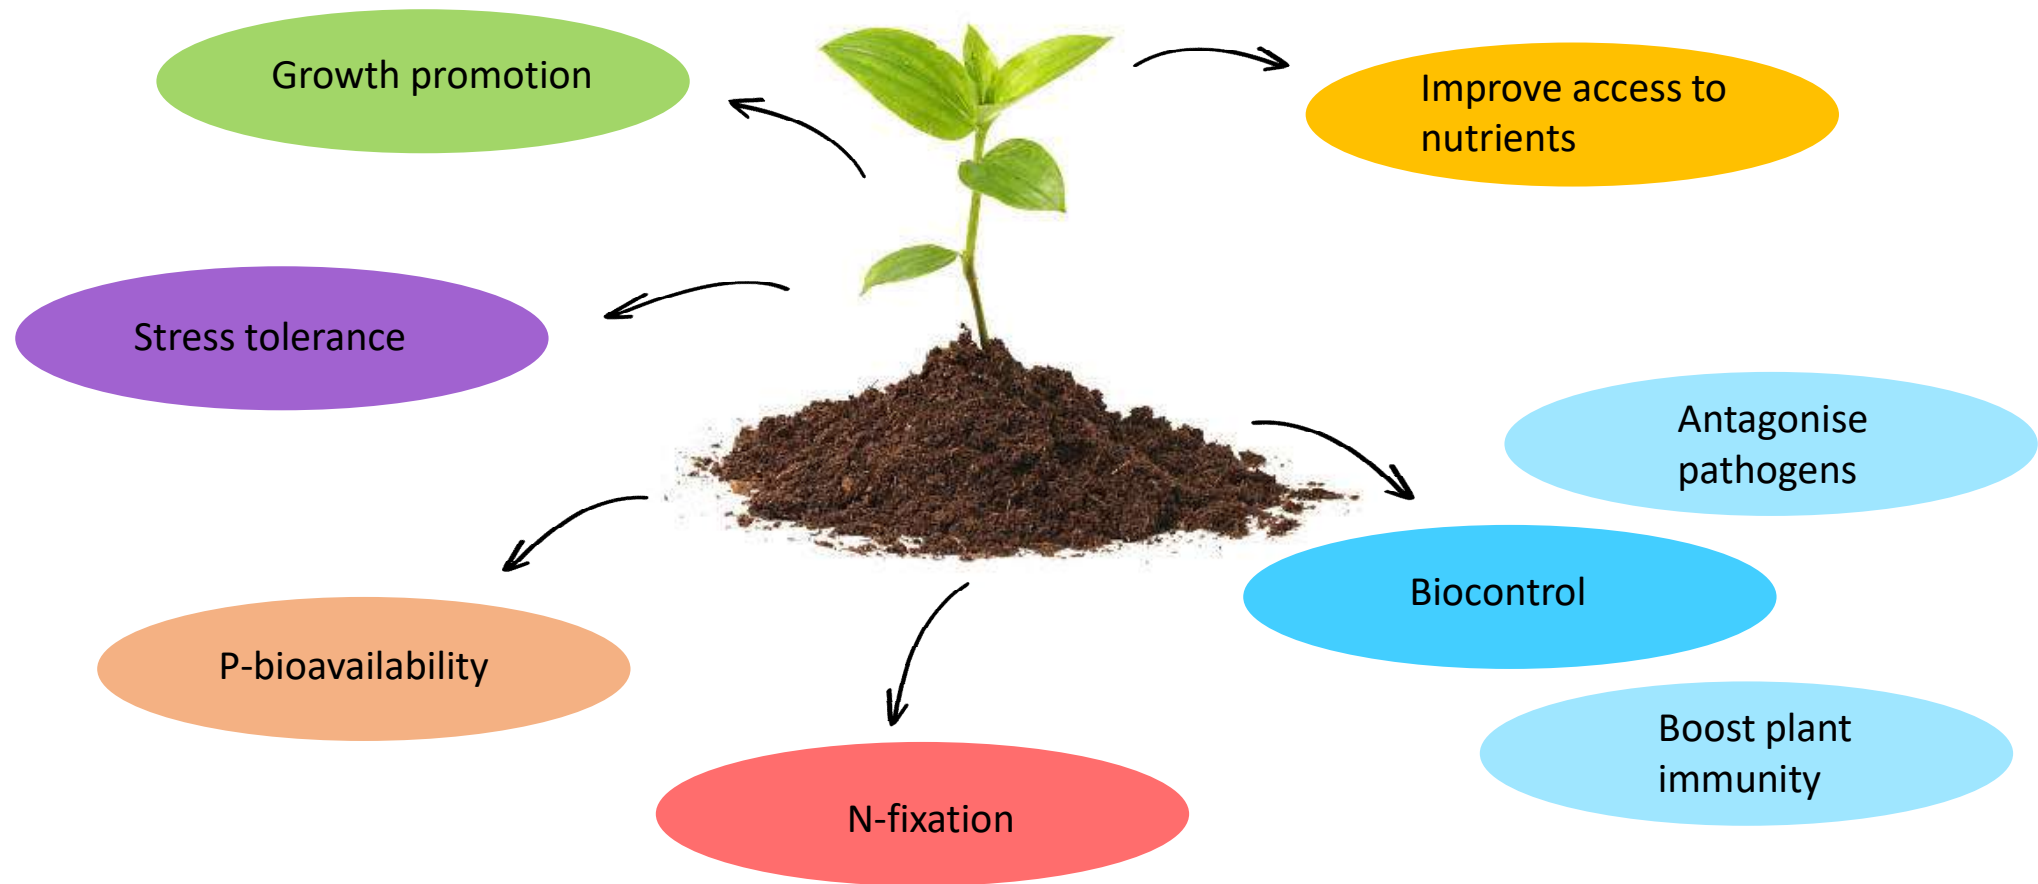 Growth promotion
Improve access to
nutrients
Stress tolerance
Antagonise
pathogens
Biocontrol
P-bioavailability
Boost plant
immunity
N-fixation